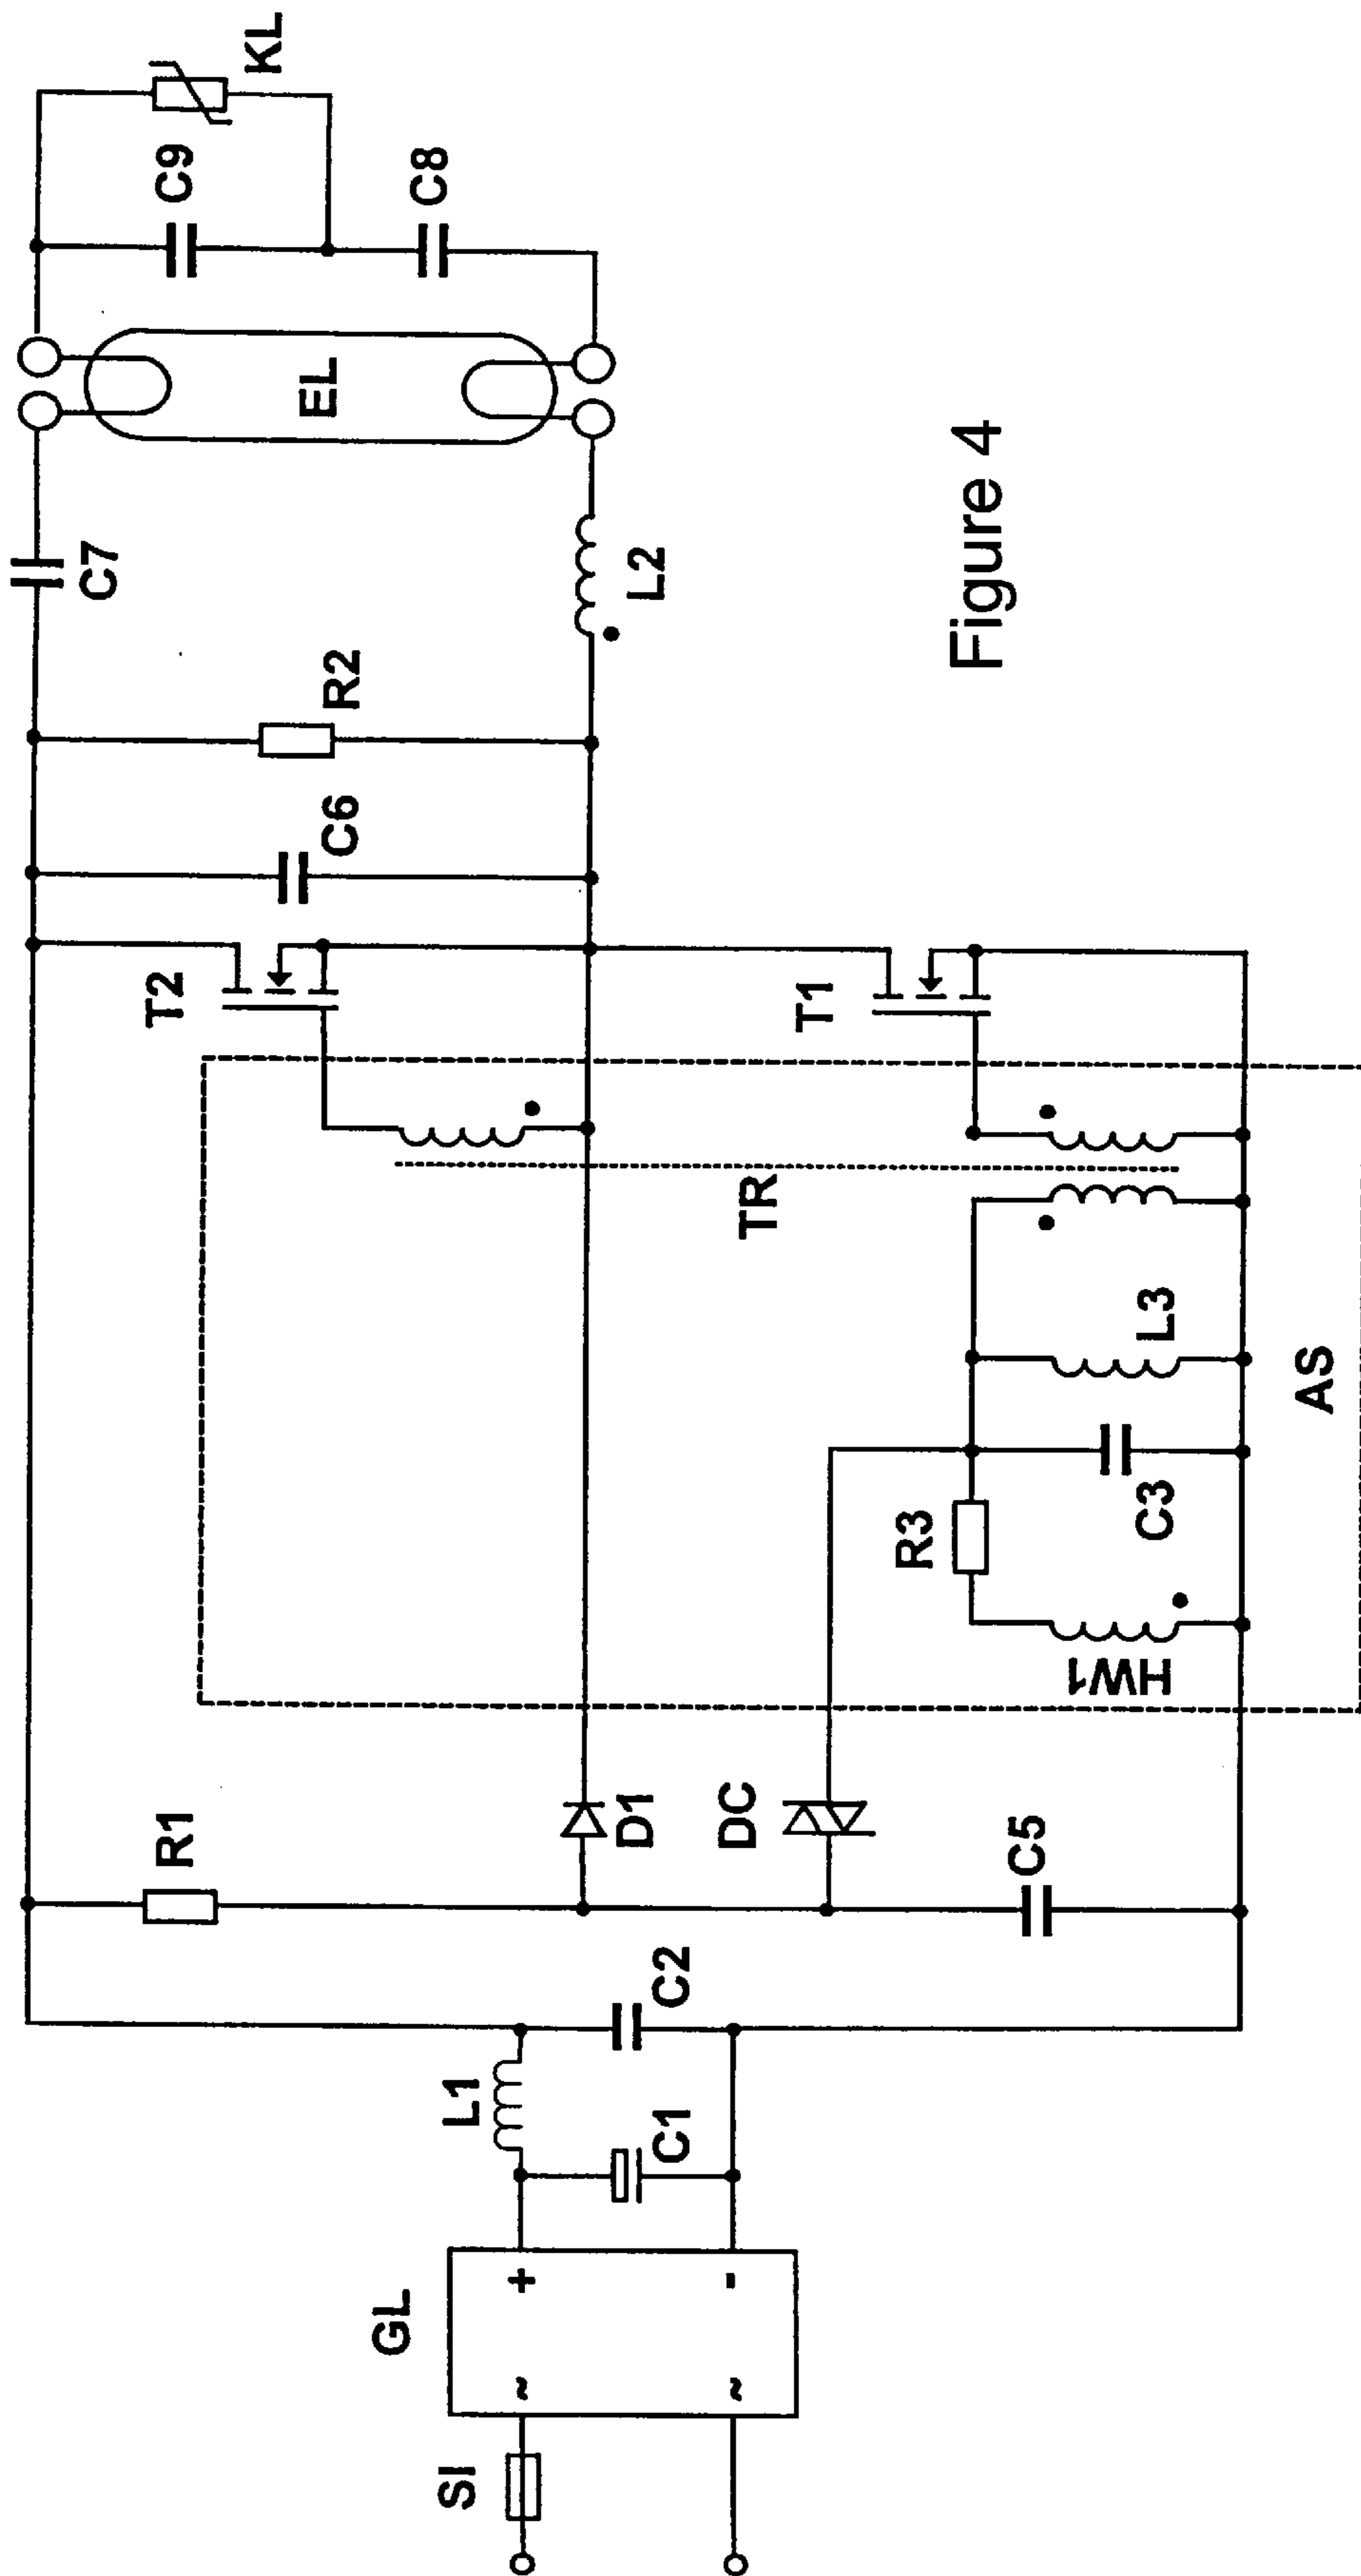 SI
GL
~
+
~
-
L1
C1
C2
R1
D1
DC
C5
HW1
R3
C3
L3
AS
TR
T2
T1
C6
R2
C7
L2
EL
C9
C8
KL
Figure 4